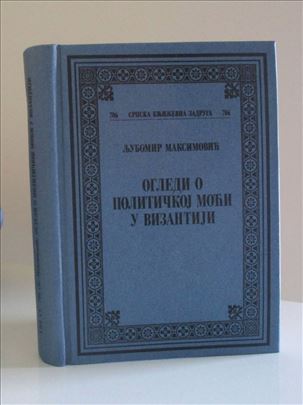 706 СРПСКА КЊИЖЕВНА ЗАДРУГА 706
ЉУБОМИР МАКСИМОВИЋ
ОГЛЕДИ О
ПОЛИТИЧКОЈ МОЋИ
У ВИЗАНТИЈИ